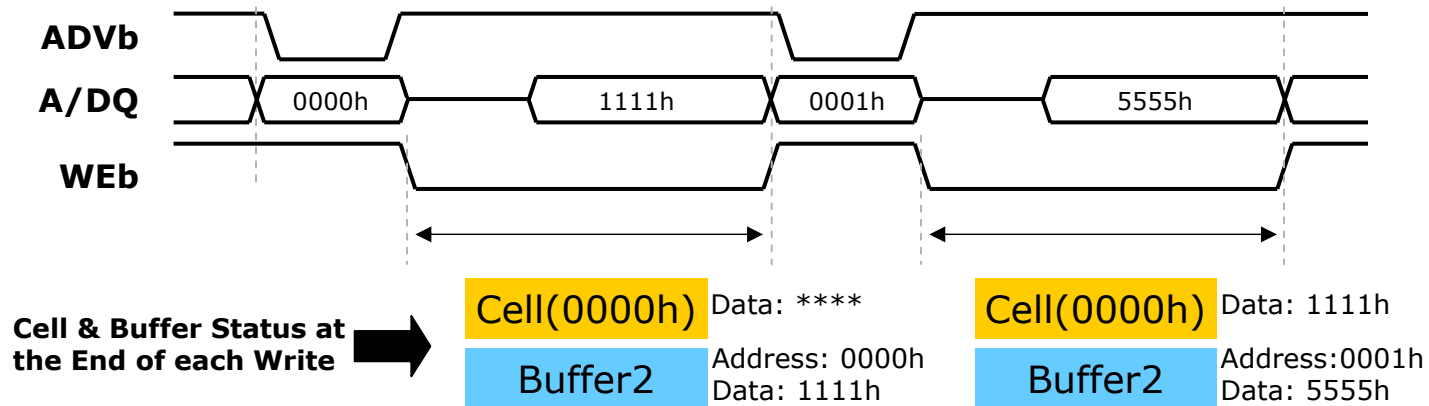 ADVb
A/DQ 0000h 1111h 0001h 5555h
WEb
Cell & Buffer Status at
the End of each Write
Cell(0000h) Data: ****
Buffer2 Address: 0000h
Data: 1111h
Cell(0000h) Data: 1111h
Buffer2 Address:0001h
Data: 5555h